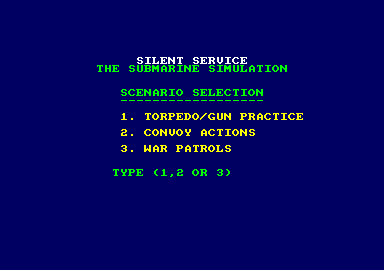 SILENT SERVICE
THE SUBMARINE SIMULATION
SCENARIO SELECTION
------------------
1. TORPEDO/GUN PRACTICE
2. CONVOY ACTIONS
3. WAR PATROLS
TYPE (1,2 OR 3)